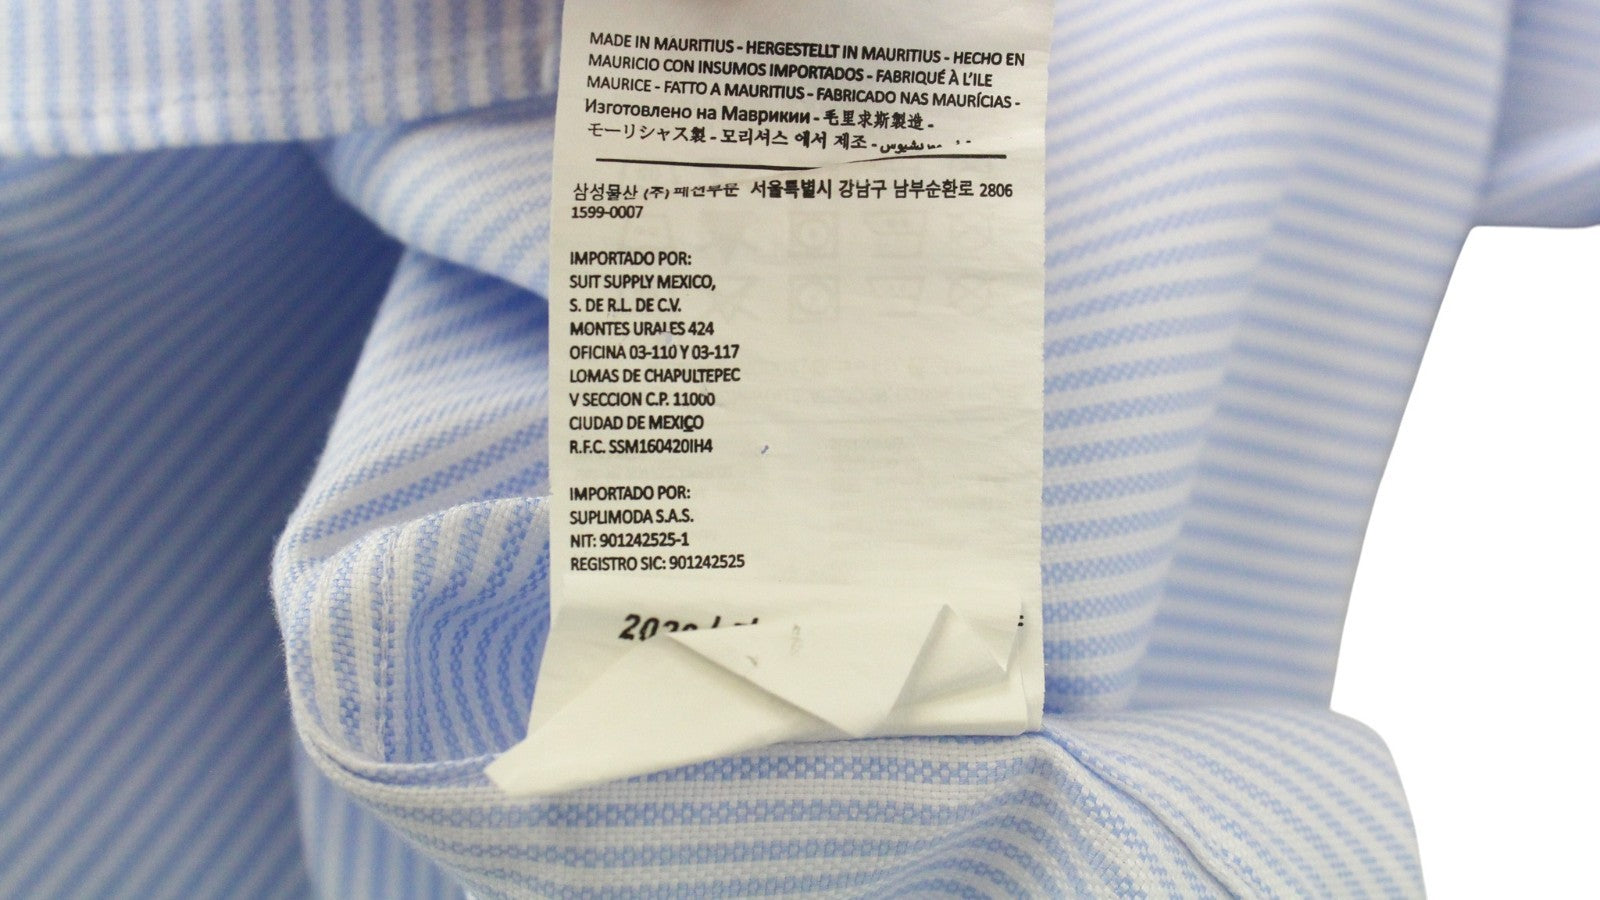 MADE IN MAURITIUS - HERGESTELLT IN MAURITIUS - HECHO EN
MAURICIO CON INSUMOS IMPORTADOS - FABRIQUÉ À L'ILE
MAURICE - FATTO A MAURITIUS - FABRICADO NAS MAURÍCIAS -
Изготовлено на Маврикии - 毛里求斯製造 -
モーリシャス製 - 모리셔스 에서 제조 -
삼성물산 (주) 패션부문 서울특별시 강남구 남부순환로 2806
1599-0007
IMPORTADO POR:
SUIT SUPPLY MEXICO,
S. DE R.L. DE C.V.
MONTES URALES 424
OFICINA 03-110 Y 03-117
LOMAS DE CHAPULTEPEC
V SECCION C.P. 11000
CIUDAD DE MEXICO
R.F.C. SSM160420IH4
IMPORTADO POR:
SUPLIMODA S.A.S.
NIT: 901242525-1
REGISTRO SIC: 901242525